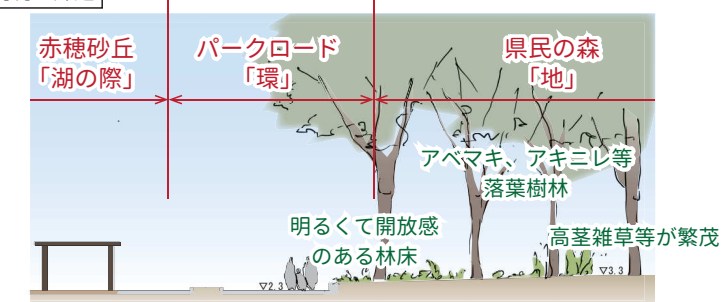 赤穂砂丘
「湖の際」
パークロード
「環」
県民の森
「地」
アベマキ、アキニレ等
落葉樹林
明るくて開放感
のある林床
高茎雑草等が繁茂
▽2.3
▽3.3